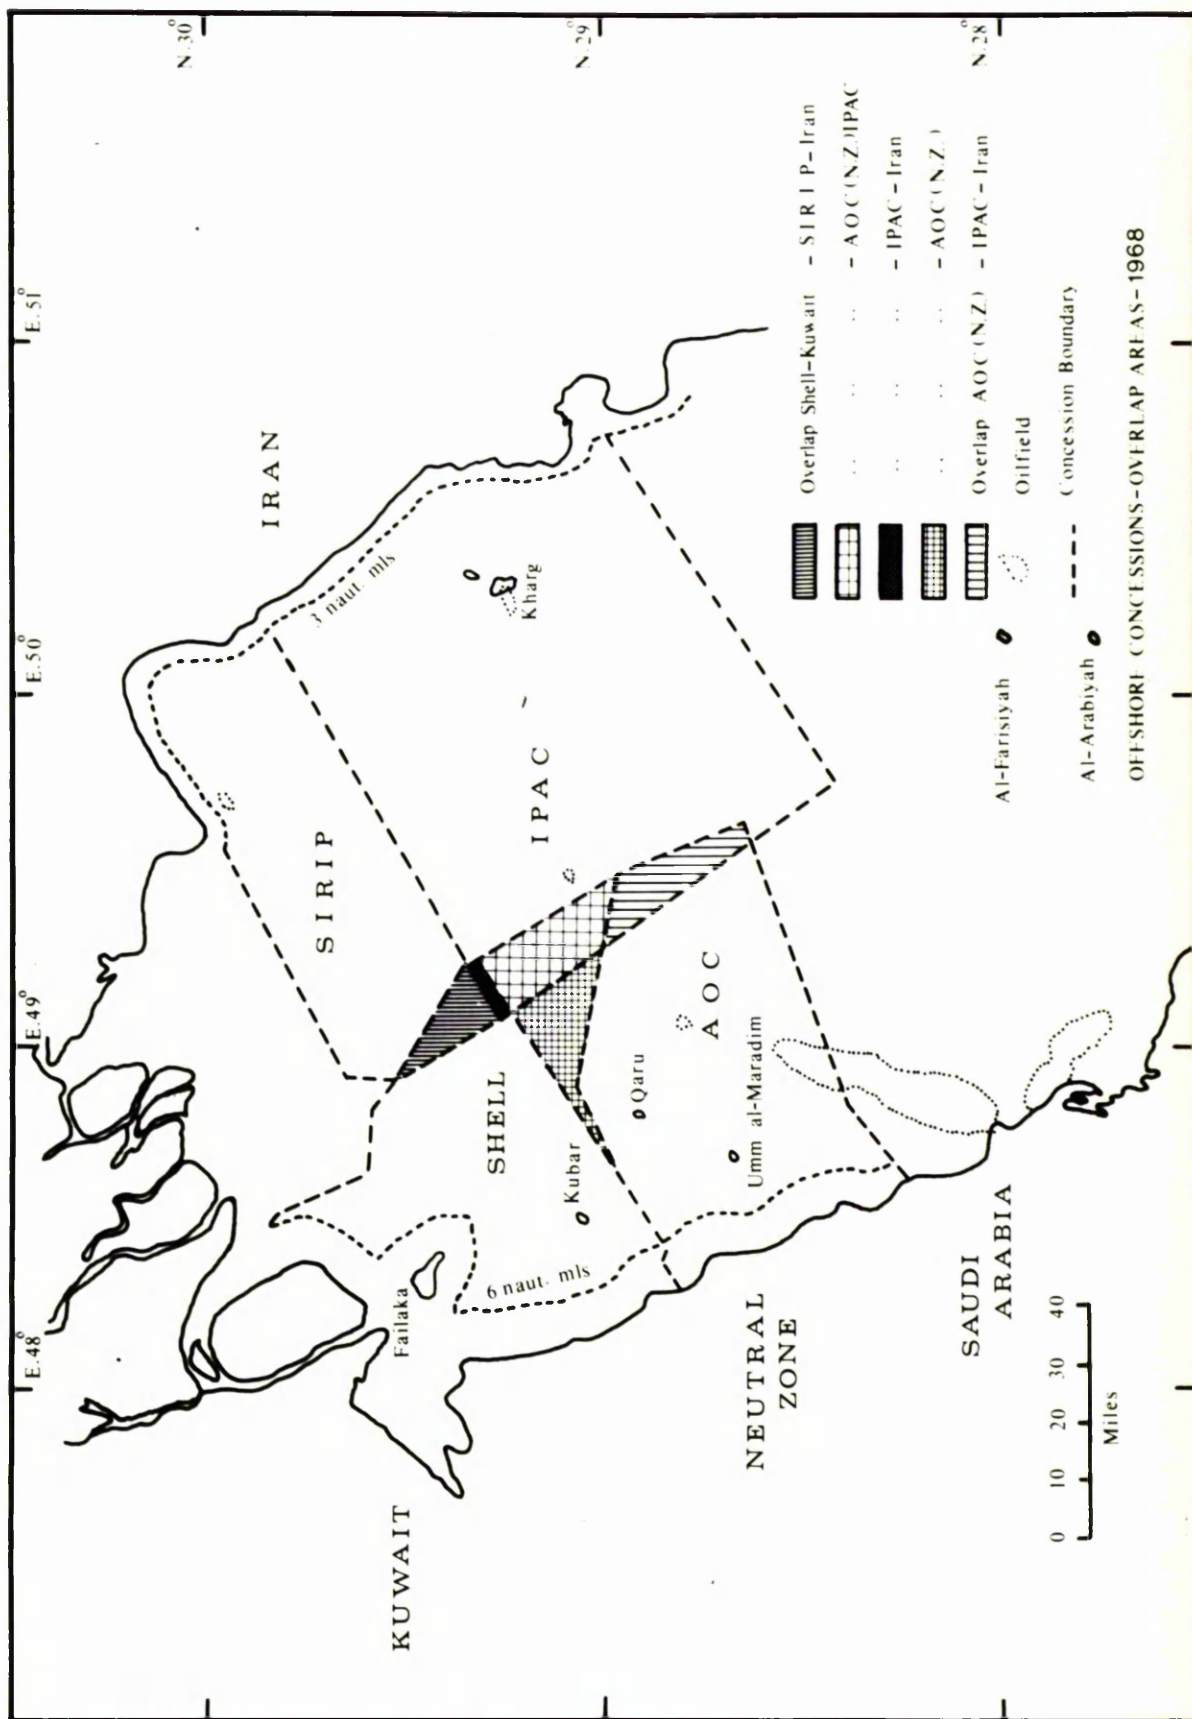 E.48°
E.49°
E.50°
E.51°
N.30°
N.29°
N.28°
KUWAIT
IRAN
SIRIP
IPAC
SHELL
AOC
NEUTRAL
ZONE
SAUDI
ARABIA
Failaka
Kubar
Qaru
Umm al-Maradim
Kharg
3 naut. mls
6 naut. mls
Al-Farisiyah
Al-Arabiyah
Overlap Shell-Kuwait - SIRIP-Iran
.. .. .. - AOC(N.Z.)IPAC
.. .. .. - IPAC-Iran
.. .. .. - AOC(N.Z.)
Overlap AOC(N.Z.) - IPAC-Iran
Oilfield
Concession Boundary
0 10 20 30 40
Miles
OFFSHORE CONCESSIONS-OVERLAP AREAS-1968